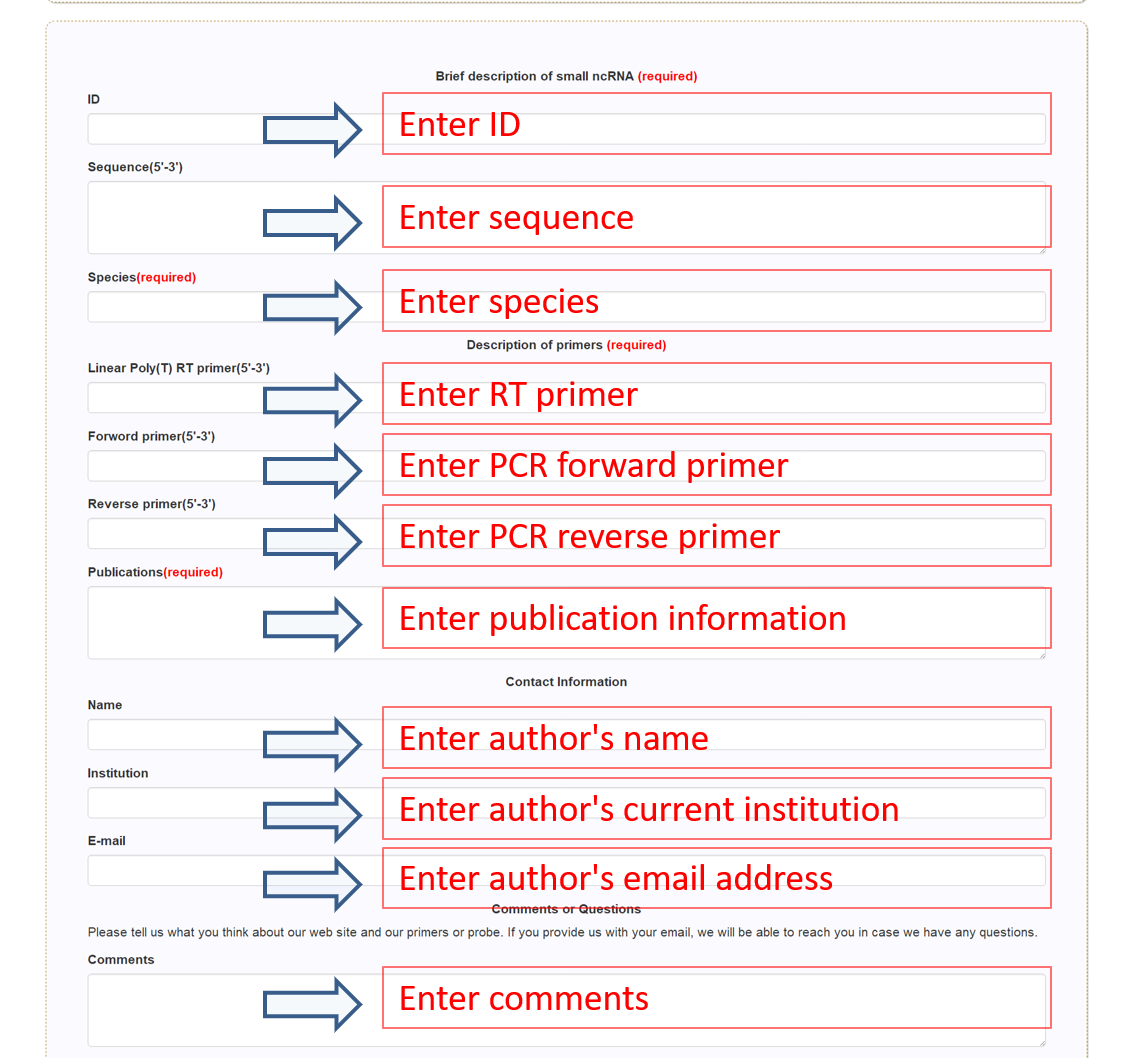 Brief description of small ncRNA (required)
ID
Enter ID
Sequence(5'-3')
Enter sequence
Species(required)
Enter species
Description of primers (required)
Linear Poly(T) RT primer(5'-3')
Enter RT primer
Forword primer(5'-3')
Enter PCR forward primer
Reverse primer(5'-3')
Enter PCR reverse primer
Publications(required)
Enter publication information
Contact Information
Name
Enter author's name
Institution
Enter author's current institution
E-mail
Enter author's email address
Comments or Questions
Please tell us what you think about our web site and our primers or probe. If you provide us with your email, we will be able to reach you in case we have any questions.
Comments
Enter comments